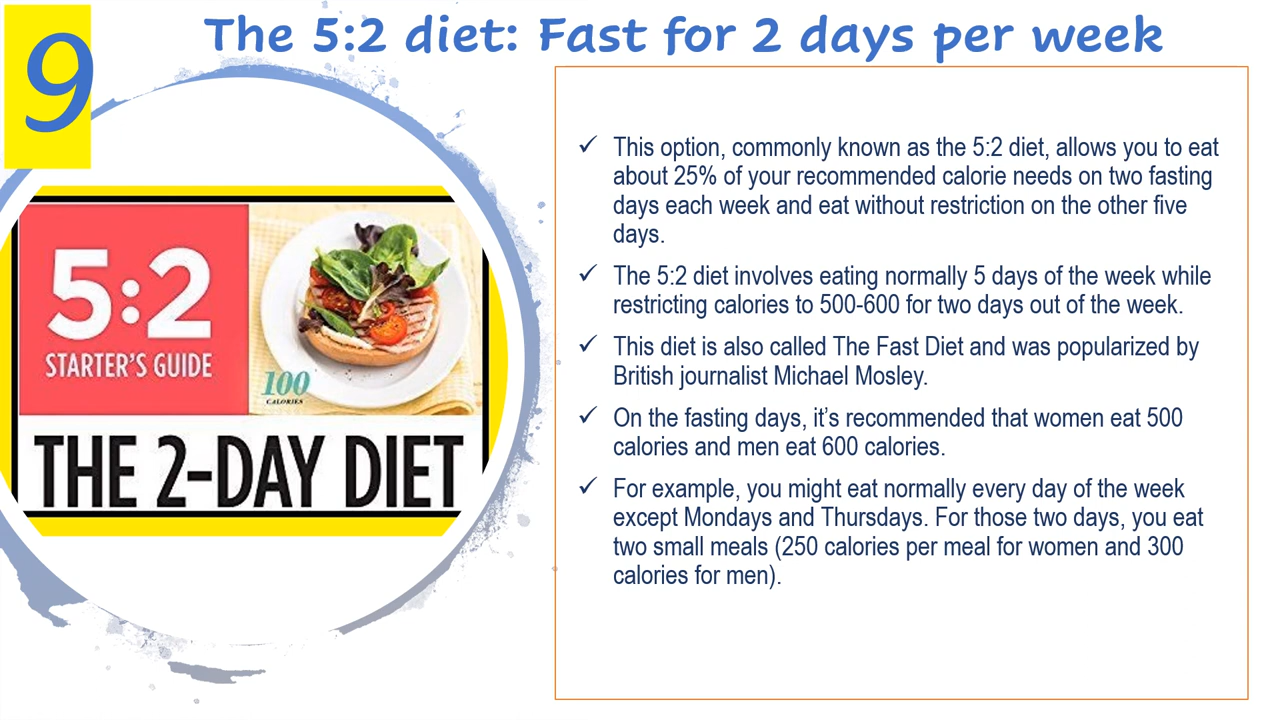 9
The 5:2 diet: Fast for 2 days per week
5:2
STARTER'S GUIDE
100
CALORIES
THE 2-DAY DIET
✓ This option, commonly known as the 5:2 diet, allows you to eat
about 25% of your recommended calorie needs on two fasting
days each week and eat without restriction on the other five
days.
✓ The 5:2 diet involves eating normally 5 days of the week while
restricting calories to 500-600 for two days out of the week.
✓ This diet is also called The Fast Diet and was popularized by
British journalist Michael Mosley.
✓ On the fasting days, it’s recommended that women eat 500
calories and men eat 600 calories.
✓ For example, you might eat normally every day of the week
except Mondays and Thursdays. For those two days, you eat
two small meals (250 calories per meal for women and 300
calories for men).